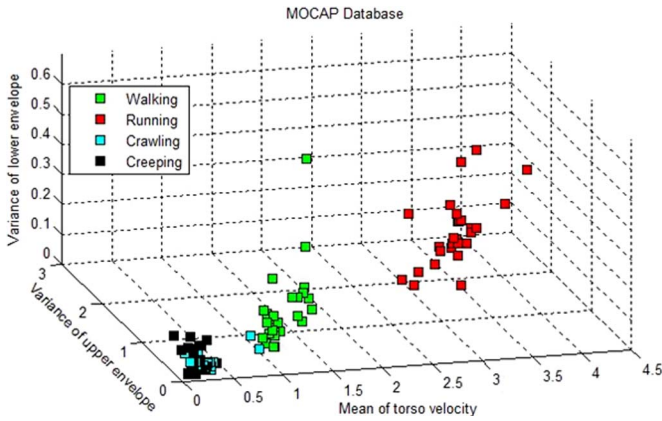 MOCAP Database
Variance of lower envelope
0.6
0.5
0.4
0.3
0.2
0.1
0
Walking
Running
Crawling
Creeping
3
2
1
0
Variance of upper envelope
0
0.5
1
1.5
2
2.5
3
3.5
4
4.5
Mean of torso velocity